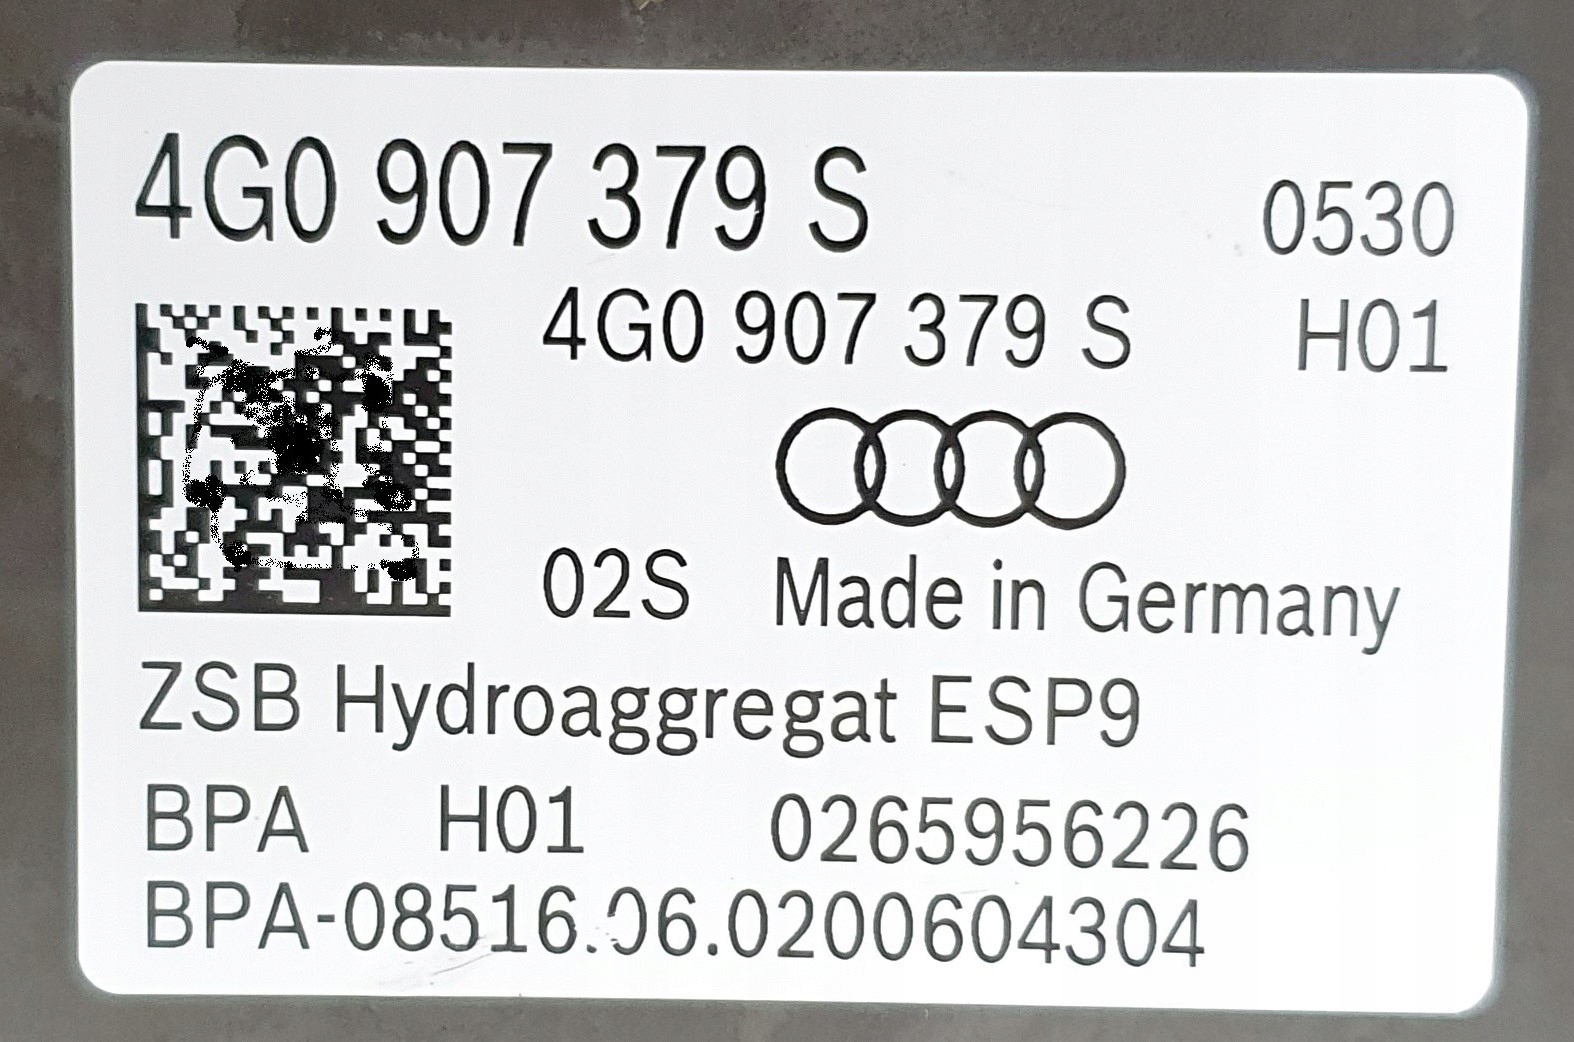 4G0 907 379 S 0530
4G0 907 379 S H01
02S Made in Germany
ZSB Hydroaggregat ESP9
BPA H01 0265956226
BPA-08516.06.0200604304